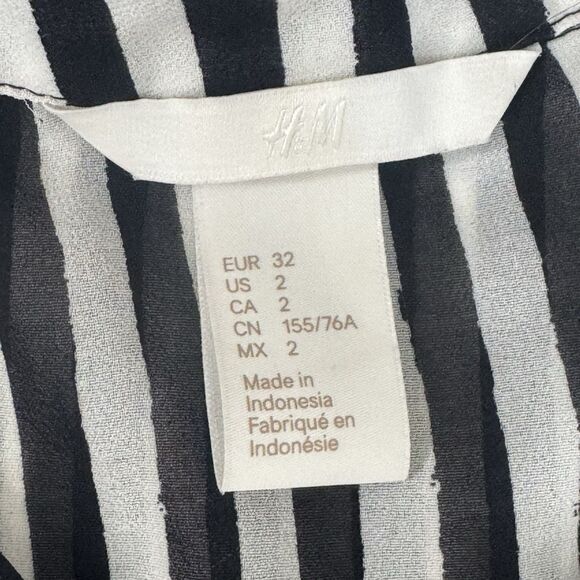 H&M
EUR 32
US 2
CA 2
CN 155/76A
MX 2
Made in
Indonesia
Fabriqué en
Indonésie